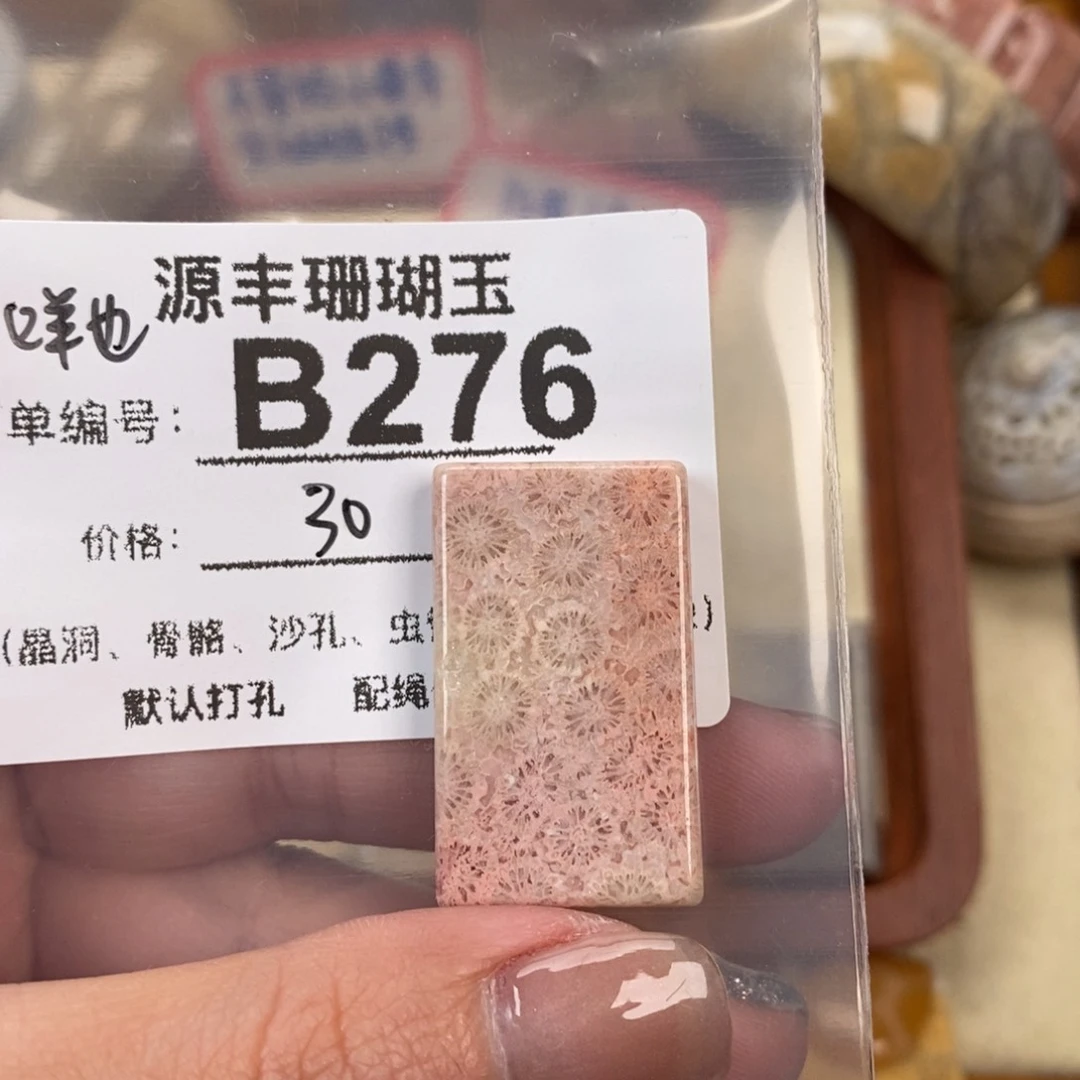 源丰珊瑚玉
咩也
单编号: B276
价格: 30
(晶洞、骨骼、沙孔、虫
默认打孔 配绳